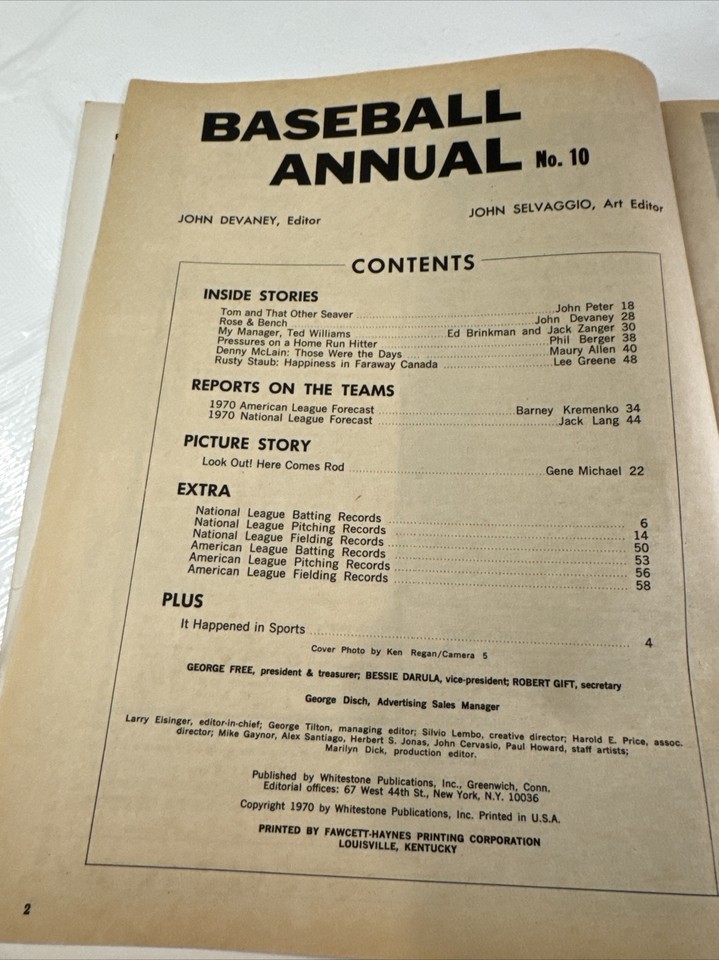 BASEBALL
ANNUAL No. 10
JOHN DEVANEY, Editor
JOHN SELVAGGIO, Art Editor
CONTENTS
INSIDE STORIES
Tom and That Other Seaver John Peter 18
Rose & Bench John Devaney 28
My Manager, Ted Williams Ed Brinkman and Jack Zanger 30
Pressures on a Home Run Hitter Phil Berger 38
Denny McLain: Those Were the Days Maury Allen 40
Rusty Staub: Happiness in Faraway Canada Lee Greene 48
REPORTS ON THE TEAMS
1970 American League Forecast Barney Kremenko 34
1970 National League Forecast Jack Lang 44
PICTURE STORY
Look Out! Here Comes Rod Gene Michael 22
EXTRA
National League Batting Records 6
National League Pitching Records 14
National League Fielding Records 50
American League Batting Records 53
American League Pitching Records 56
American League Fielding Records 58
PLUS
It Happened in Sports 4
Cover Photo by Ken Regan/Camera 5
GEORGE FREE, president & treasurer; BESSIE DARULA, vice-president; ROBERT GIFT, secretary
George Disch, Advertising Sales Manager
Larry Eisinger, editor-in-chief; George Tilton, managing editor; Silvio Lembo, creative director; Harold E. Price, assoc.
director; Mike Gaynor, Alex Santiago, Herbert S. Jonas, John Cervasio, Paul Howard, staff artists;
Marilyn Dick, production editor.
Published by Whitestone Publications, Inc., Greenwich, Conn.
Editorial offices: 67 West 44th St., New York, N.Y. 10036
Copyright 1970 by Whitestone Publications, Inc. Printed in U.S.A.
PRINTED BY FAWCETT-HAYNES PRINTING CORPORATION
LOUISVILLE, KENTUCKY
2